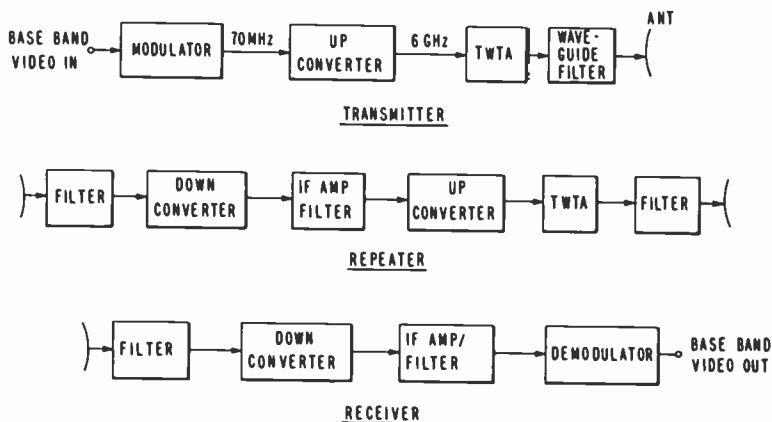 ANT
BASE BAND
VIDEO IN
MODULATOR
70MHz
UP
CONVERTER
6 GHz
TWTA
WAVE-
GUIDE
FILTER
TRANSMITTER
FILTER
DOWN
CONVERTER
IF AMP
FILTER
UP
CONVERTER
TWTA
FILTER
REPEATER
FILTER
DOWN
CONVERTER
IF AMP/
FILTER
DEMODULATOR
BASE BAND
VIDEO OUT
RECEIVER